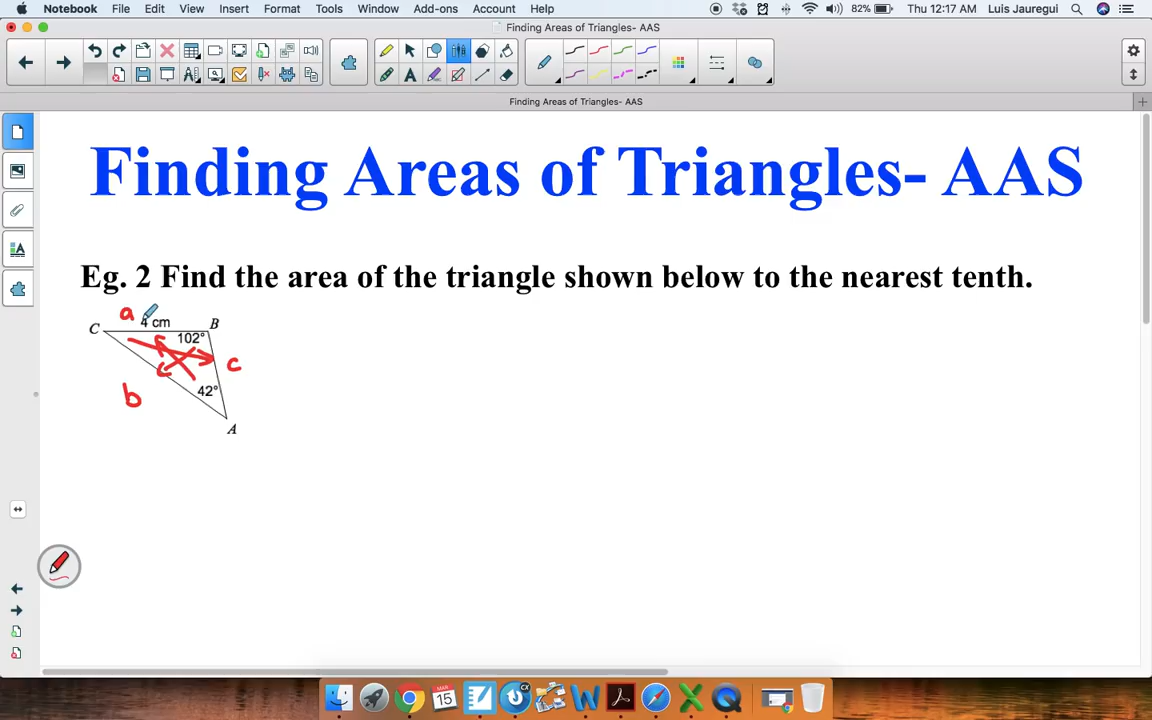 Notebook File Edit View Insert Format Tools Window Add-ons Account Help 82% Thu 12:17 AM Luis Jauregui
Finding Areas of Triangles- AAS
Finding Areas of Triangles- AAS
Finding Areas of Triangles- AAS
Eg. 2 Find the area of the triangle shown below to the nearest tenth.
a
4 cm
C
B
102°
c
b
42°
A
MAR
15